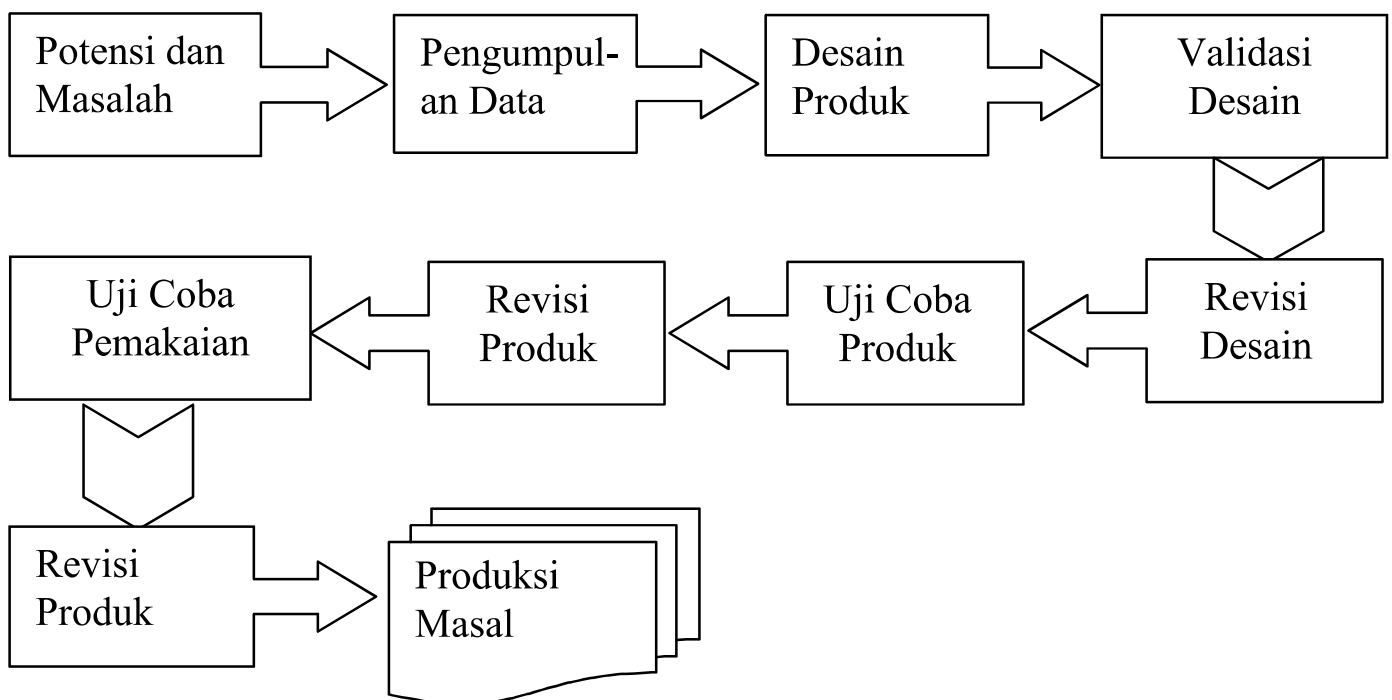 Potensi dan
Masalah
Pengumpul-
an Data
Desain
Produk
Validasi
Desain
Revisi
Desain
Uji Coba
Produk
Revisi
Produk
Uji Coba
Pemakaian
Revisi
Produk
Produksi
Masal